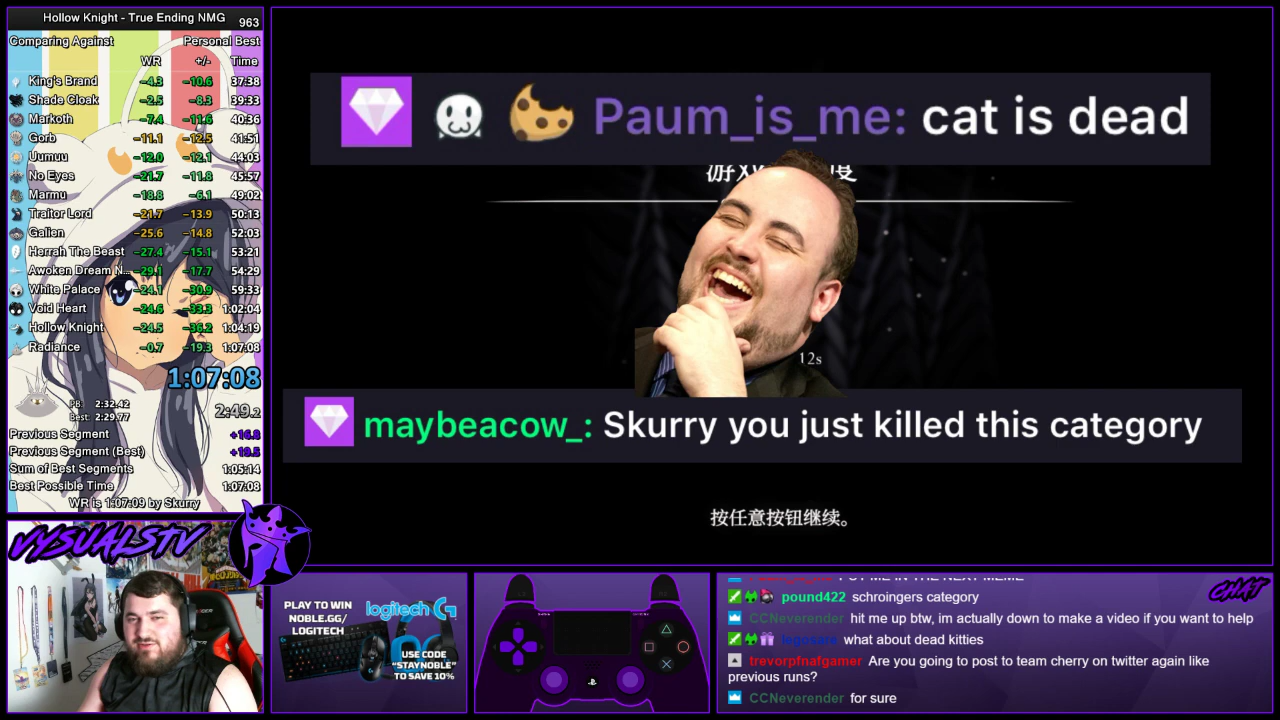 Hollow Knight - True Ending NMG 963
Comparing Against Personal Best
WR +/- Time
King's Brand −4.3 −10.6 37:38
Shade Cloak −2.5 −8.3 39:33
Markoth −7.4 −11.6 40:36
Gorb −11.1 −12.5 41:51
Uumuu −12.0 −12.1 44:03
No Eyes −21.7 −11.8 45:57
Marmu −18.8 −6.1 49:02
Traitor Lord −21.7 −13.9 50:13
Galien −25.6 −14.8 52:03
Herrah The Beast −27.4 −15.1 53:21
Awoken Dream N... −29.1 −17.7 54:29
White Palace −24.1 −30.9 59:33
Void Heart −24.6 −33.3 1:02:04
Hollow Knight −24.5 −36.2 1:04:19
Radiance −0.7 −19.3 1:07:08
1:07:08
PB: 2:32.42
Best: 2:29.77
2:49.2
Previous Segment +16.8
Previous Segment (Best) +19.5
Sum of Best Segments 1:05:14
Best Possible Time 1:07:08
WR is 1:07:09 by Skurry
Paum_is_me: cat is dead
游戏
度
12s
maybeacow_: Skurry you just killed this category
按任意按钮继续。
VYSUALSTV
PLAY TO WIN
NOBLE.GG/
LOGITECH
logitech G
USE CODE
"STAYNOBLE"
TO SAVE 10%
PUT ME IN THE NEXT MEME
CHAT
pound422 schroingers category
CCNeverender hit me up btw, im actually down to make a video if you want to help
legosare what about dead kitties
trevorpfnafgamer Are you going to post to team cherry on twitter again like
previous runs?
CCNeverender for sure